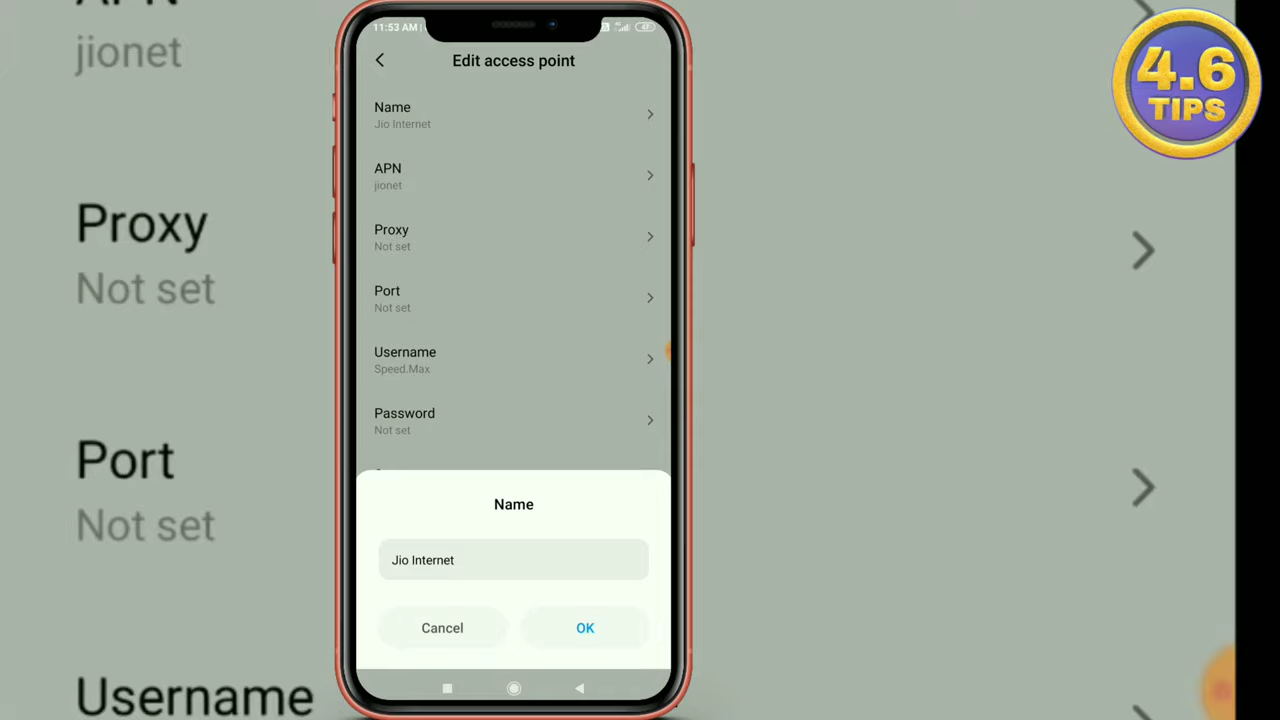 APN
jionet
Proxy
Not set
Port
Not set
Username
11:53 AM
Edit access point
Name
Jio Internet
APN
jionet
Proxy
Not set
Port
Not set
Username
Speed.Max
Password
Not set
Name
Jio Internet
Cancel
OK
4.6
TIPS